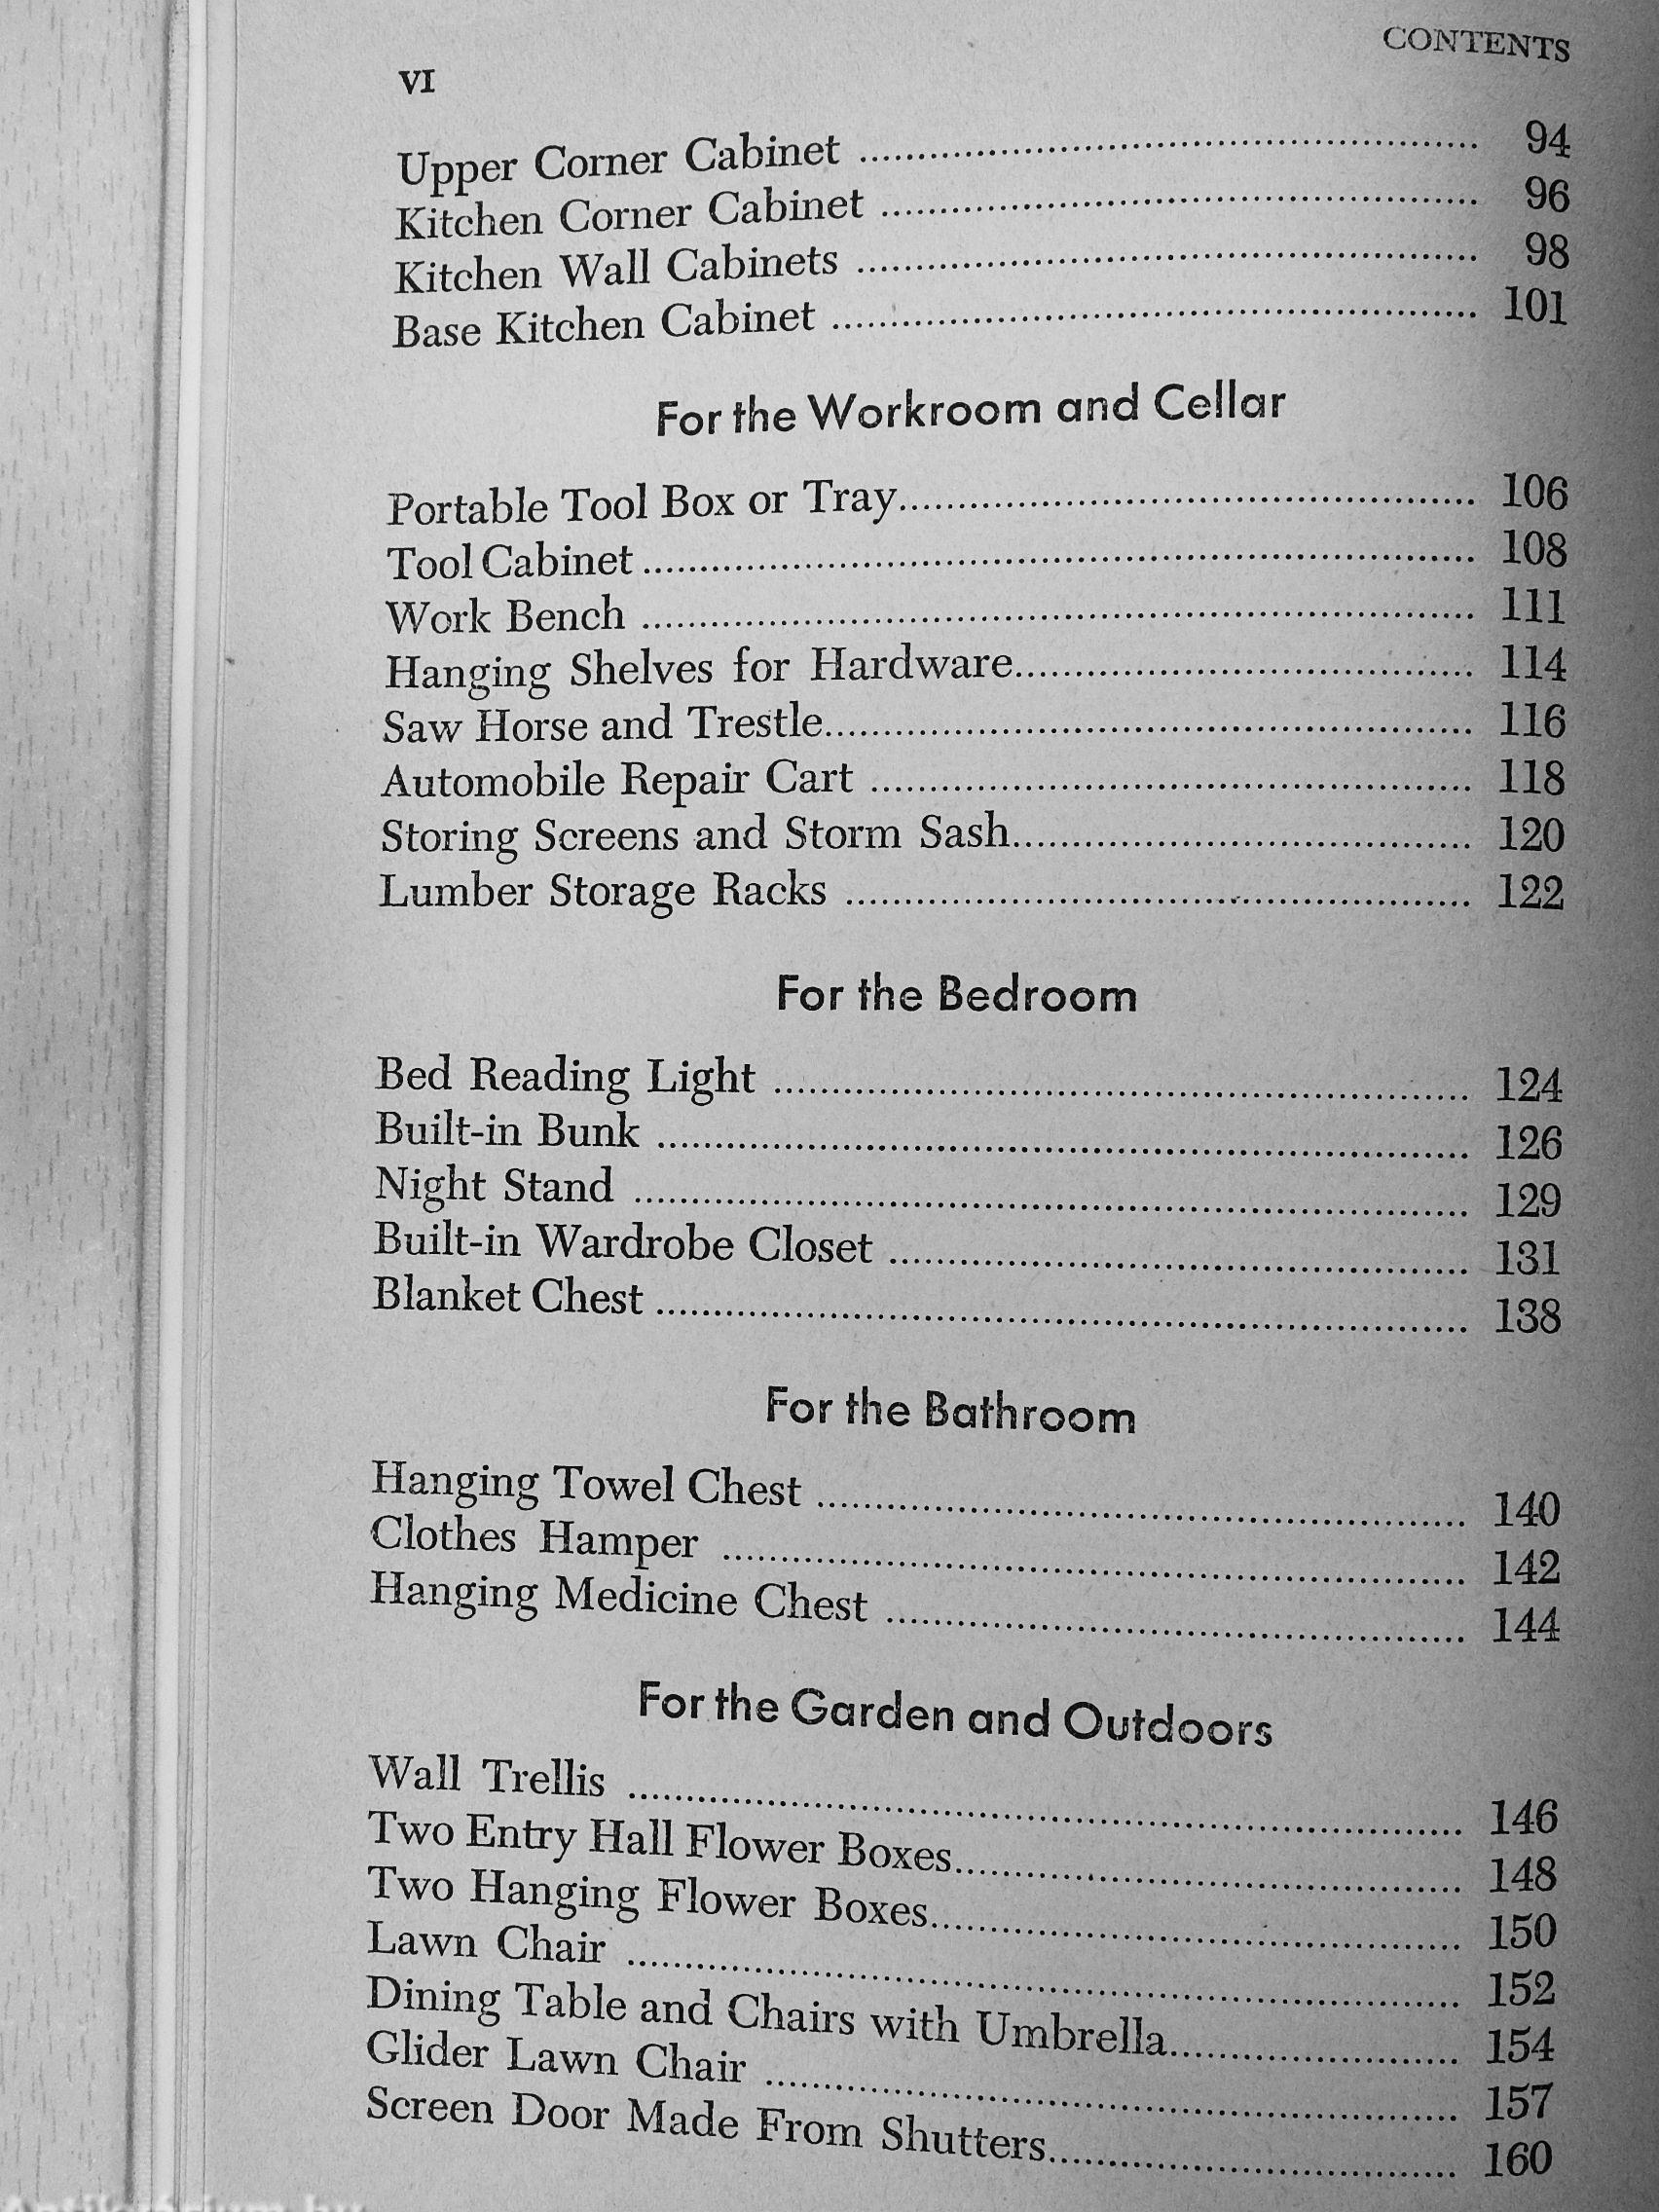 CONTENTS
VI
Upper Corner Cabinet ........ 94
Kitchen Corner Cabinet ........ 96
Kitchen Wall Cabinets ........ 98
Base Kitchen Cabinet ........ 101
For the Workroom and Cellar
Portable Tool Box or Tray........ 106
Tool Cabinet ........ 108
Work Bench ........ 111
Hanging Shelves for Hardware........ 114
Saw Horse and Trestle........ 116
Automobile Repair Cart ........ 118
Storing Screens and Storm Sash........ 120
Lumber Storage Racks ........ 122
For the Bedroom
Bed Reading Light ........ 124
Built-in Bunk ........ 126
Night Stand ........ 129
Built-in Wardrobe Closet ........ 131
Blanket Chest ........ 138
For the Bathroom
Hanging Towel Chest ........ 140
Clothes Hamper ........ 142
Hanging Medicine Chest ........ 144
For the Garden and Outdoors
Wall Trellis ........ 146
Two Entry Hall Flower Boxes........ 148
Two Hanging Flower Boxes........ 150
Lawn Chair ........ 152
Dining Table and Chairs with Umbrella........ 154
Glider Lawn Chair ........ 157
Screen Door Made From Shutters........ 160